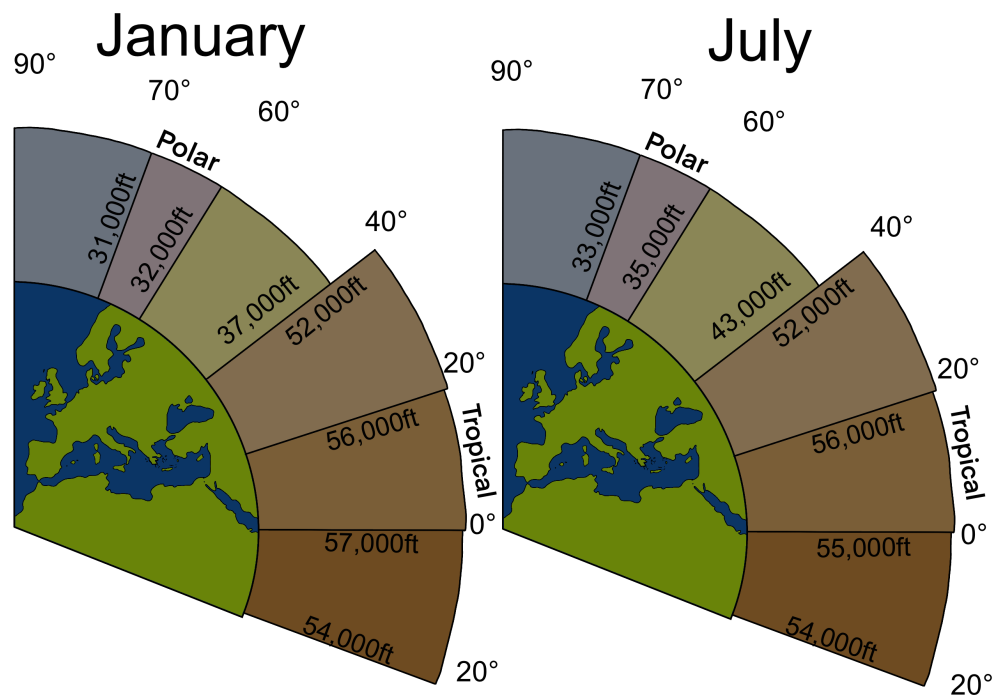 January
90°
70°
60°
Polar
40°
20°
Tropical
0°
20°
31,000ft
32,000ft
37,000ft
52,000ft
56,000ft
57,000ft
54,000ft
July
90°
70°
60°
Polar
40°
20°
Tropical
0°
20°
33,000ft
35,000ft
43,000ft
52,000ft
56,000ft
55,000ft
54,000ft